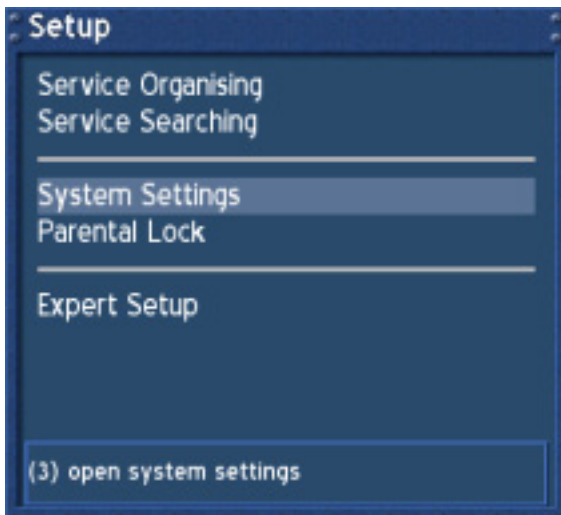 Setup
Service Organising
Service Searching
System Settings
Parental Lock
Expert Setup
(3) open system settings